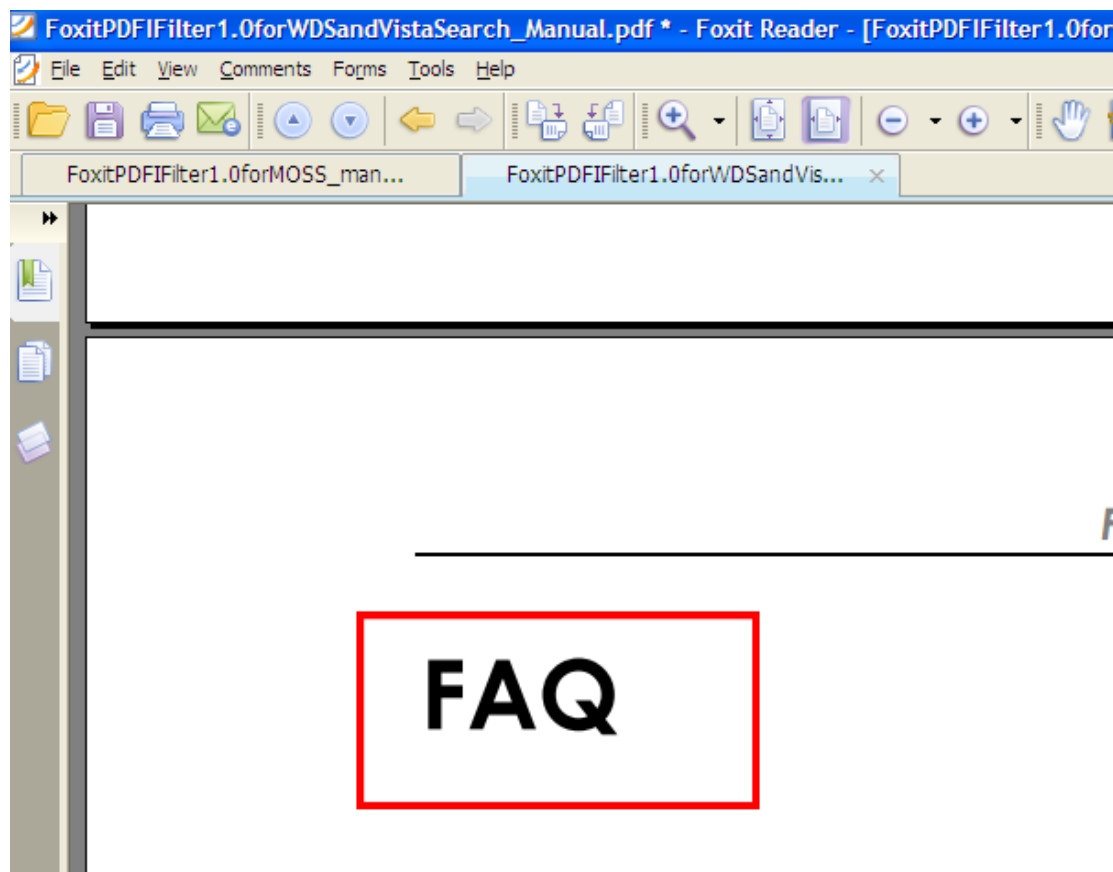 FoxitPDFIFilter1.0forWDSandVistaSearch_Manual.pdf * - Foxit Reader - [FoxitPDFIFilter1.0for
File Edit View Comments Forms Tools Help
FoxitPDFIFilter1.0forMOSS_man... FoxitPDFIFilter1.0forWDSandVis...
F
FAQ